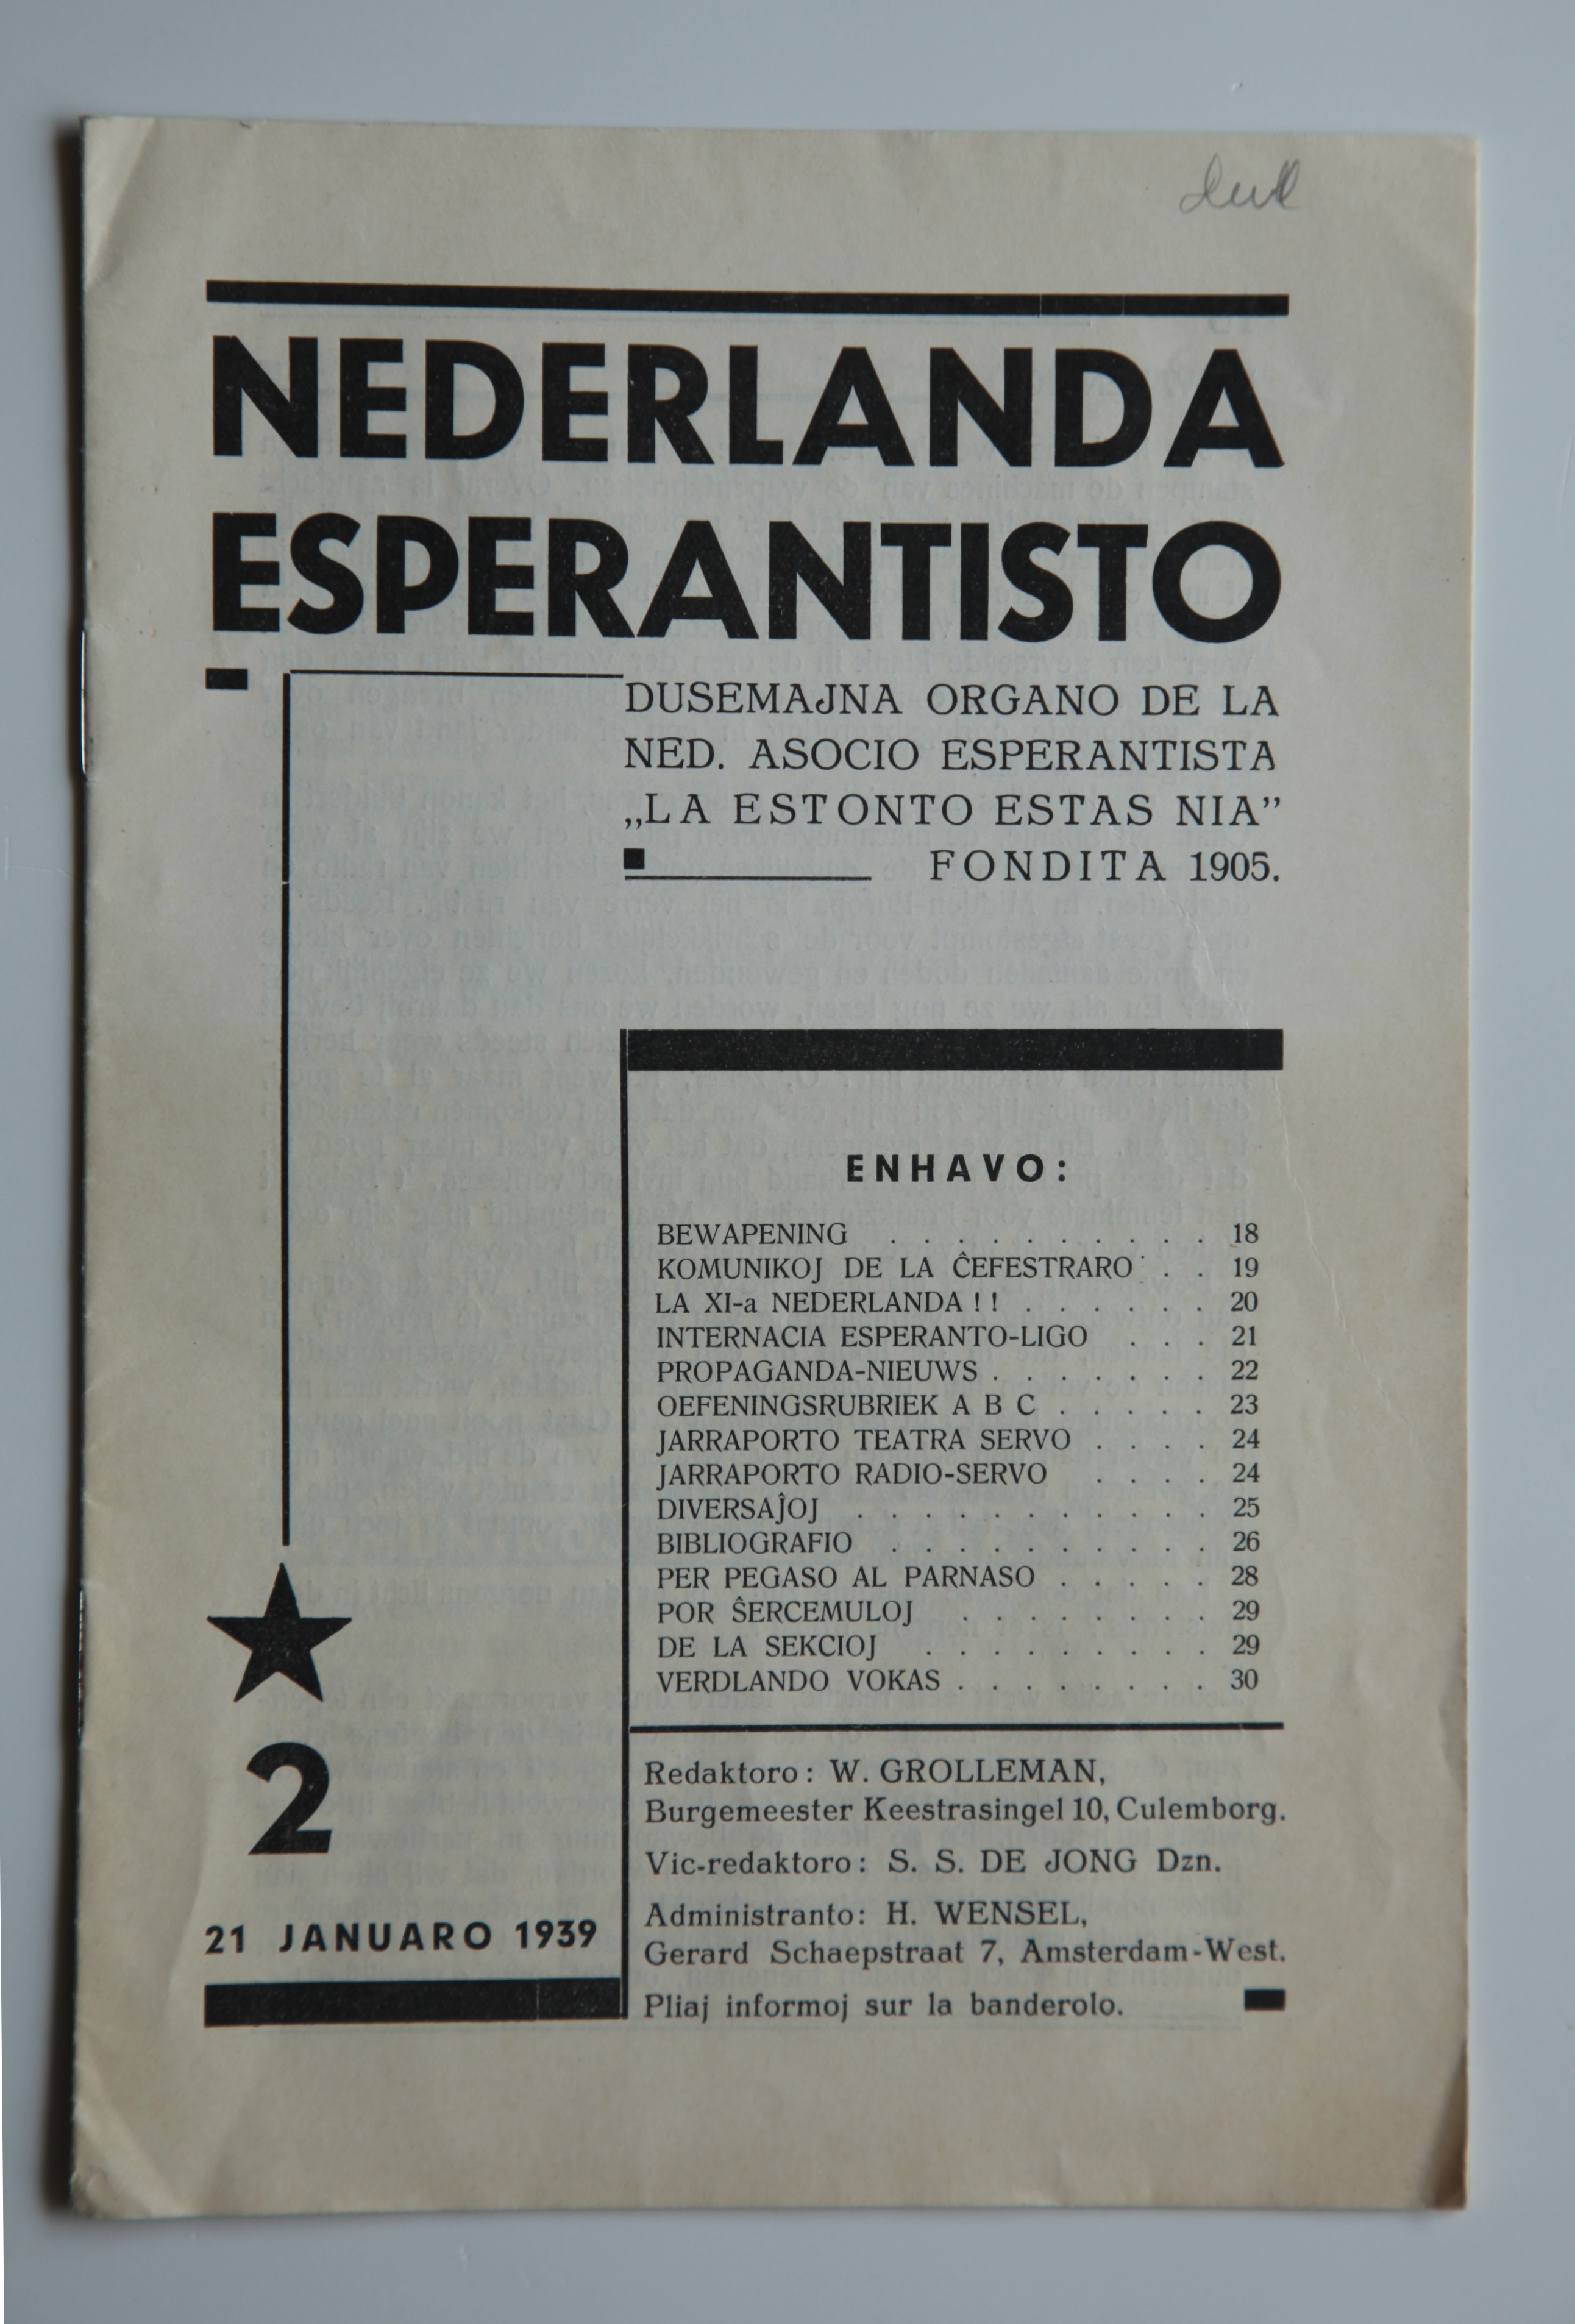 NEDERLANDA
ESPERANTISTO
DUSEMAJNA ORGANO DE LA
NED. ASOCIO ESPERANTISTA
„LA ESTONTO ESTAS NIA”
FONDITA 1905.
ENHAVO:
BEWAPENING . . . . . . . . . . 18
KOMUNIKOJ DE LA ĈEFESTRARO . . 19
LA XI-a NEDERLANDA ! ! . . . . . . 20
INTERNACIA ESPERANTO-LIGO . . . 21
PROPAGANDA-NIEUWS . . . . . . . 22
OEFENINGSRUBRIEK A B C . . . . . 23
JARRAPORTO TEATRA SERVO . . . . 24
JARRAPORTO RADIO-SERVO . . . . 24
DIVERSAĴOJ . . . . . . . . . . . 25
BIBLIOGRAFIO . . . . . . . . . . 26
PER PEGASO AL PARNASO . . . . . 28
POR ŜERCEMULOJ . . . . . . . . 29
DE LA SEKCIOJ . . . . . . . . . 29
VERDLANDO VOKAS . . . . . . . . 30
2
21 JANUARO 1939
Redaktoro: W. GROLLEMAN,
Burgemeester Keestrasingel 10, Culemborg.
Vic-redaktoro: S. S. DE JONG Dzn.
Administranto: H. WENSEL,
Gerard Schaepstraat 7, Amsterdam-West.
Pliaj informoj sur la banderolo.